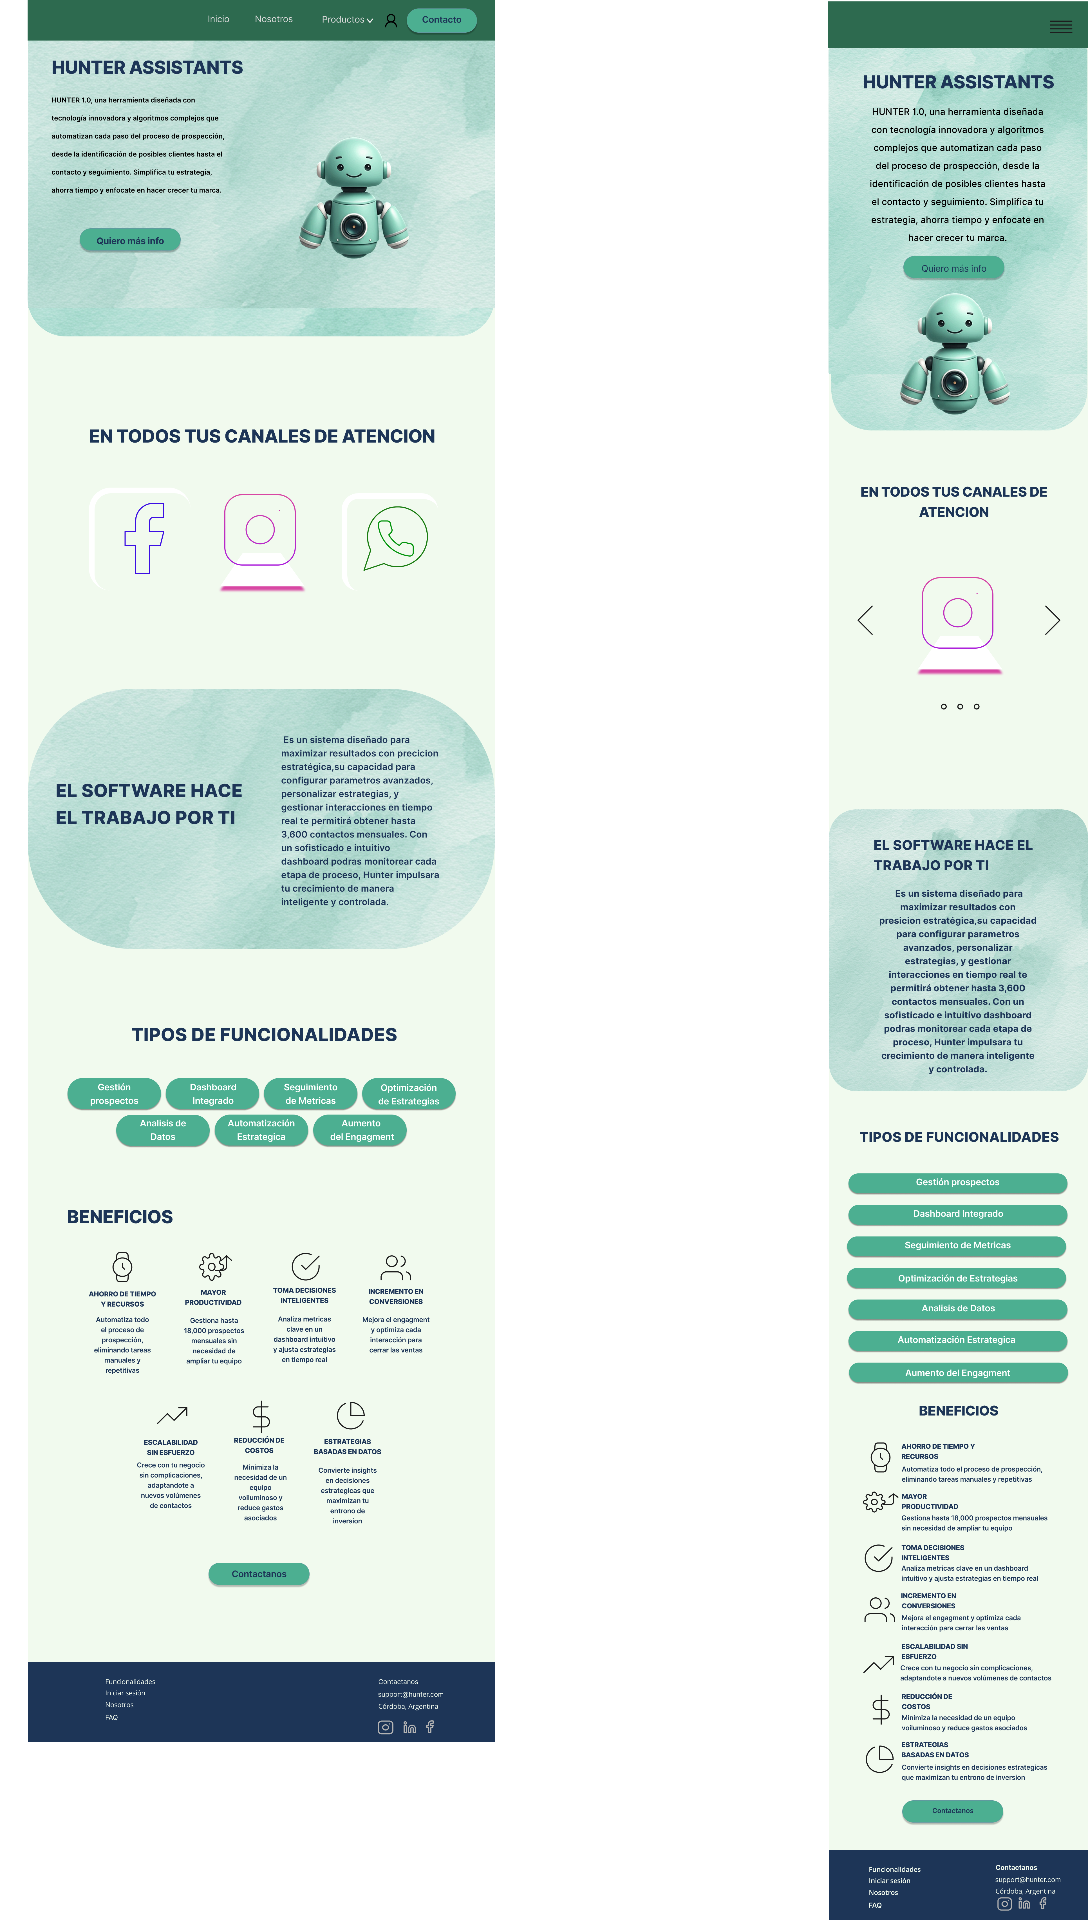 Inicio
Nosotros
Productos
Contacto
HUNTER ASSISTANTS
HUNTER 1.0, una herramienta diseñada con
tecnología innovadora y algoritmos complejos que
automatizan cada paso del proceso de prospección,
desde la identificación de posibles clientes hasta el
contacto y seguimiento. Simplifica tu estrategia,
ahorra tiempo y enfocate en hacer crecer tu marca.
Quiero más info
EN TODOS TUS CANALES DE ATENCION
EL SOFTWARE HACE
EL TRABAJO POR TI
Es un sistema diseñado para
maximizar resultados con precicion
estratégica,su capacidad para
configurar parametros avanzados,
personalizar estrategias, y
gestionar interacciones en tiempo
real te permitirá obtener hasta
3,600 contactos mensuales. Con
un sofisticado e intuitivo
dashboard podras monitorear cada
etapa de proceso, Hunter impulsara
tu crecimiento de manera
inteligente y controlada.
TIPOS DE FUNCIONALIDADES
Gestión
prospectos
Dashboard
Integrado
Seguimiento
de Metricas
Optimización
de Estrategias
Analisis de
Datos
Automatización
Estrategica
Aumento
del Engagment
BENEFICIOS
AHORRO DE TIEMPO
Y RECURSOS
Automatiza todo
el proceso de
prospección,
eliminando tareas
manuales y
repetitivas
MAYOR
PRODUCTIVIDAD
Gestiona hasta
18,000 prospectos
mensuales sin
necesidad de
ampliar tu equipo
TOMA DECISIONES
INTELIGENTES
Analiza metricas
clave en un
dashboard intuitivo
y ajusta estrategias
en tiempo real
INCREMENTO EN
CONVERSIONES
Mejora el engagment
y optimiza cada
interacción para
cerrar las ventas
ESCALABILIDAD
SIN ESFUERZO
Crece con tu negocio
sin complicaciones,
adaptandote a
nuevos volúmenes
de contactos
REDUCCIÓN DE
COSTOS
Minimiza la
necesidad de un
equipo
voiluminoso y
reduce gastos
asociados
ESTRATEGIAS
BASADAS EN DATOS
Convierte insights
en decisiones
estrategicas que
maximizan tu
entrono de
inversion
Contactanos
Funcionalidades
Iniciar sesión
Nosotros
FAQ
Contactanos
support@hunter.com
Córdoba, Argentina
HUNTER ASSISTANTS
HUNTER 1.0, una herramienta diseñada
con tecnología innovadora y algoritmos
complejos que automatizan cada paso
del proceso de prospección, desde la
identificación de posibles clientes hasta
el contacto y seguimiento. Simplifica tu
estrategia, ahorra tiempo y enfocate en
hacer crecer tu marca.
Quiero más info
EN TODOS TUS CANALES DE
ATENCION
EL SOFTWARE HACE EL
TRABAJO POR TI
Es un sistema diseñado para
maximizar resultados con
presicion estratégica,su capacidad
para configurar parametros
avanzados, personalizar
estrategias, y gestionar
interacciones en tiempo real te
permitirá obtener hasta 3,600
contactos mensuales. Con un
sofisticado e intuitivo dashboard
podras monitorear cada etapa de
proceso, Hunter impulsara tu
crecimiento de manera inteligente
y controlada.
TIPOS DE FUNCIONALIDADES
Gestión prospectos
Dashboard Integrado
Seguimiento de Metricas
Optimización de Estrategias
Analisis de Datos
Automatización Estrategica
Aumento del Engagment
BENEFICIOS
AHORRO DE TIEMPO Y
RECURSOS
Automatiza todo el proceso de prospección,
eliminando tareas manuales y repetitivas
MAYOR
PRODUCTIVIDAD
Gestiona hasta 18,000 prospectos mensuales
sin necesidad de ampliar tu equipo
TOMA DECISIONES
INTELIGENTES
Analiza metricas clave en un dashboard
intuitivo y ajusta estrategias en tiempo real
INCREMENTO EN
CONVERSIONES
Mejora el engagment y optimiza cada
interacción para cerrar las ventas
ESCALABILIDAD SIN
ESFUERZO
Crece con tu negocio sin complicaciones,
adaptandote a nuevos volúmenes de contactos
REDUCCIÓN DE
COSTOS
Minimiza la necesidad de un equipo
voiluminoso y reduce gastos asociados
ESTRATEGIAS
BASADAS EN DATOS
Convierte insights en decisiones estrategicas
que maximizan tu entrono de inversion
Contactanos
Funcionalidades
Iniciar sesión
Nosotros
FAQ
Contactanos
support@hunter.com
Córdoba, Argentina